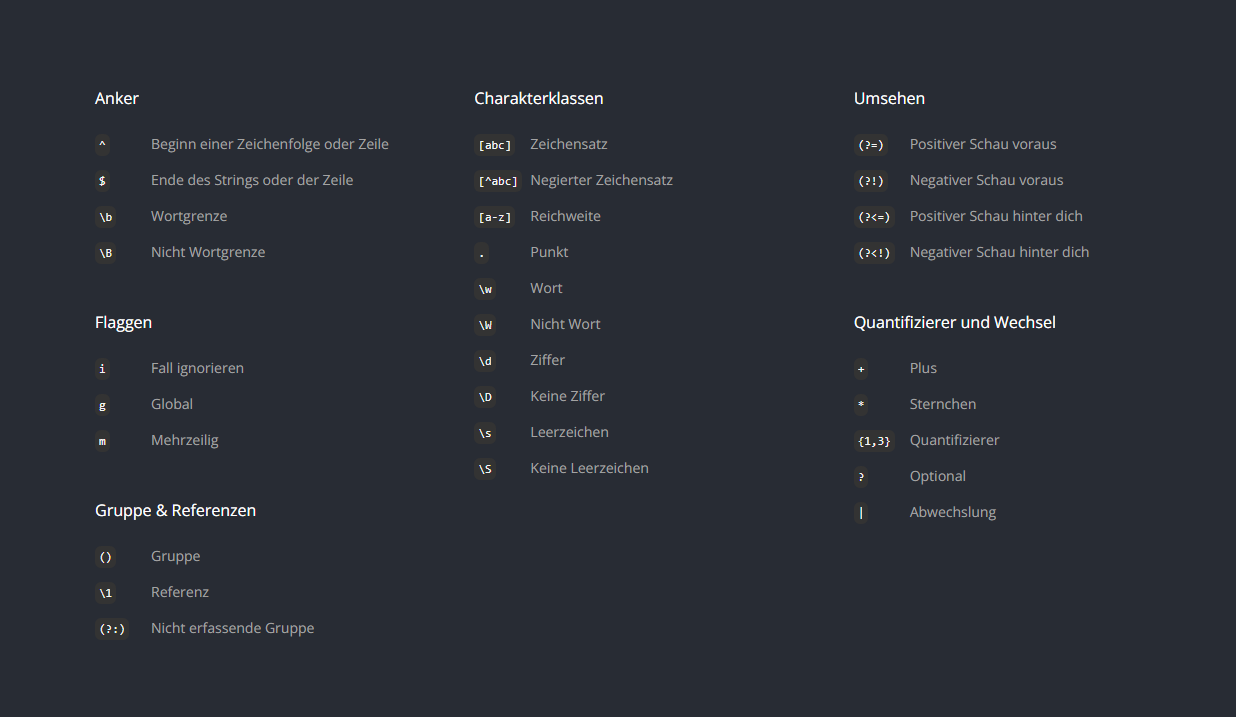 Anker
^ Beginn einer Zeichenfolge oder Zeile
$ Ende des Strings oder der Zeile
\b Wortgrenze
\B Nicht Wortgrenze
Flaggen
i Fall ignorieren
g Global
m Mehrzeilig
Gruppe & Referenzen
() Gruppe
\1 Referenz
(?:) Nicht erfassende Gruppe
Charakterklassen
[abc] Zeichensatz
[^abc] Negierter Zeichensatz
[a-z] Reichweite
. Punkt
\w Wort
\W Nicht Wort
\d Ziffer
\D Keine Ziffer
\s Leerzeichen
\S Keine Leerzeichen
Umsehen
(?=) Positiver Schau voraus
(?!) Negativer Schau voraus
(?<=) Positiver Schau hinter dich
(?<!) Negativer Schau hinter dich
Quantifizierer und Wechsel
+ Plus
* Sternchen
{1,3} Quantifizierer
? Optional
| Abwechslung